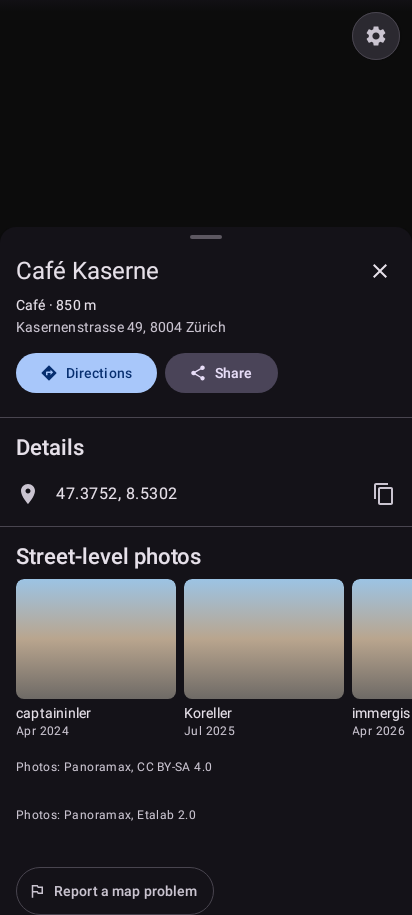 Café Kaserne
Café · 850 m
Kasernenstrasse 49, 8004 Zürich
Directions
Share
Details
47.3752, 8.5302
Street-level photos
captaininler
Koreller
immergis
Apr 2024
Jul 2025
Apr 2026
Photos: Panoramax, CC BY-SA 4.0
Photos: Panoramax, Etalab 2.0
Report a map problem